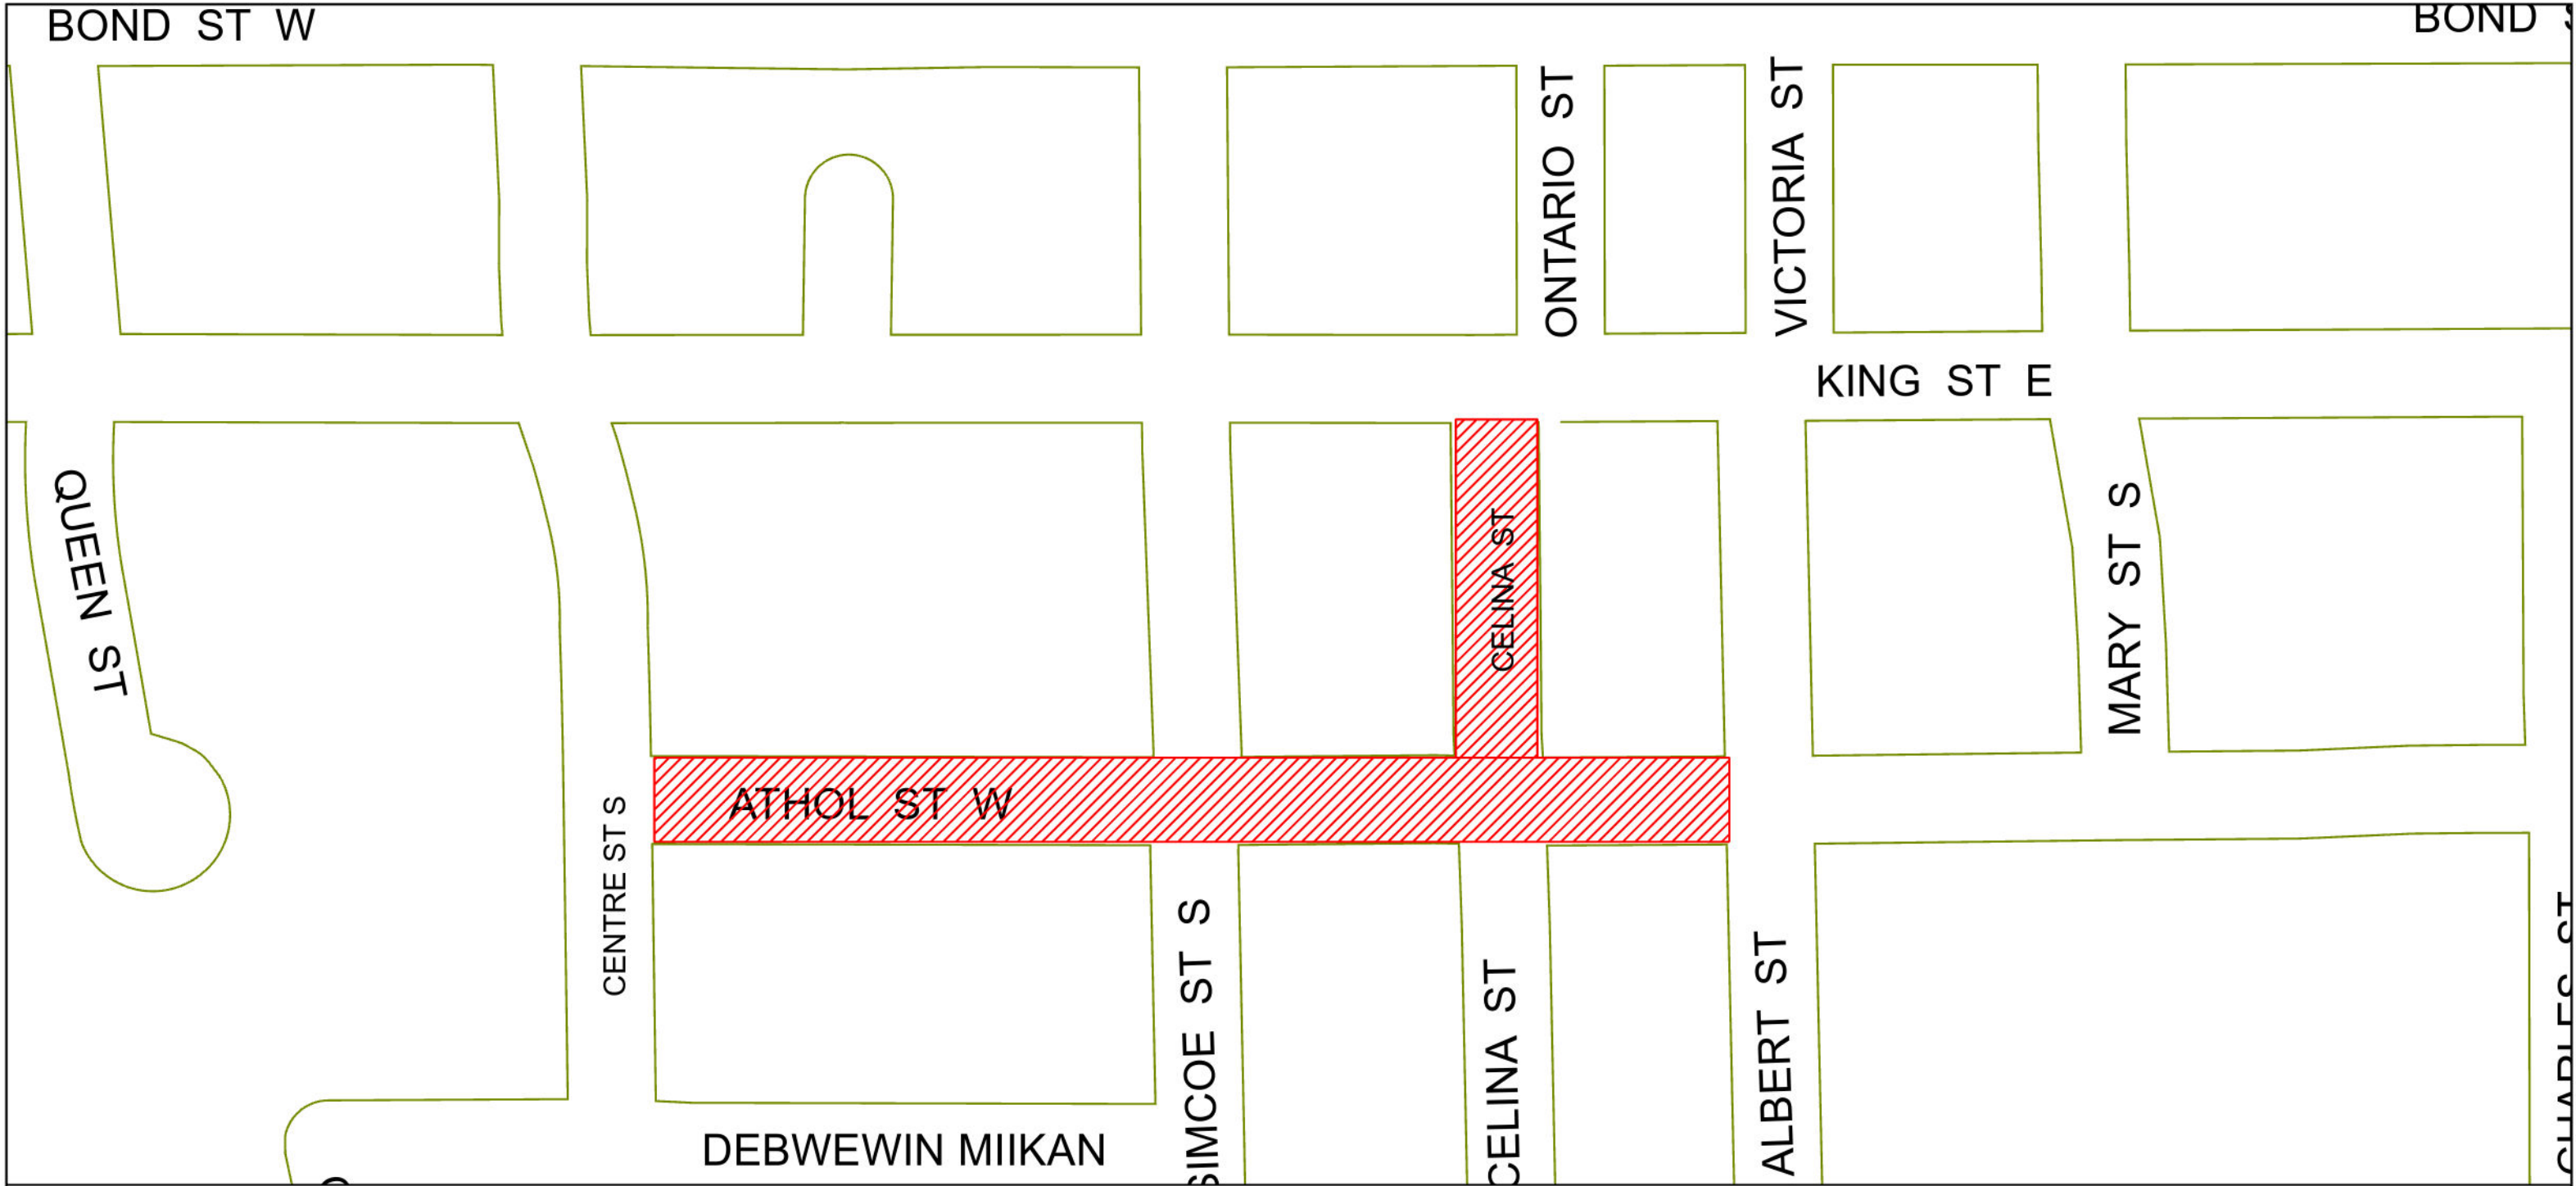 BOND ST W
BOND
ONTARIO ST
VICTORIA ST
KING ST E
QUEEN ST
CELINA ST
MARY ST S
ATHOL ST W
CENTRE ST S
SIMCOE ST S
CELINA ST
ALBERT ST
DEBWEWIN MIIKAN